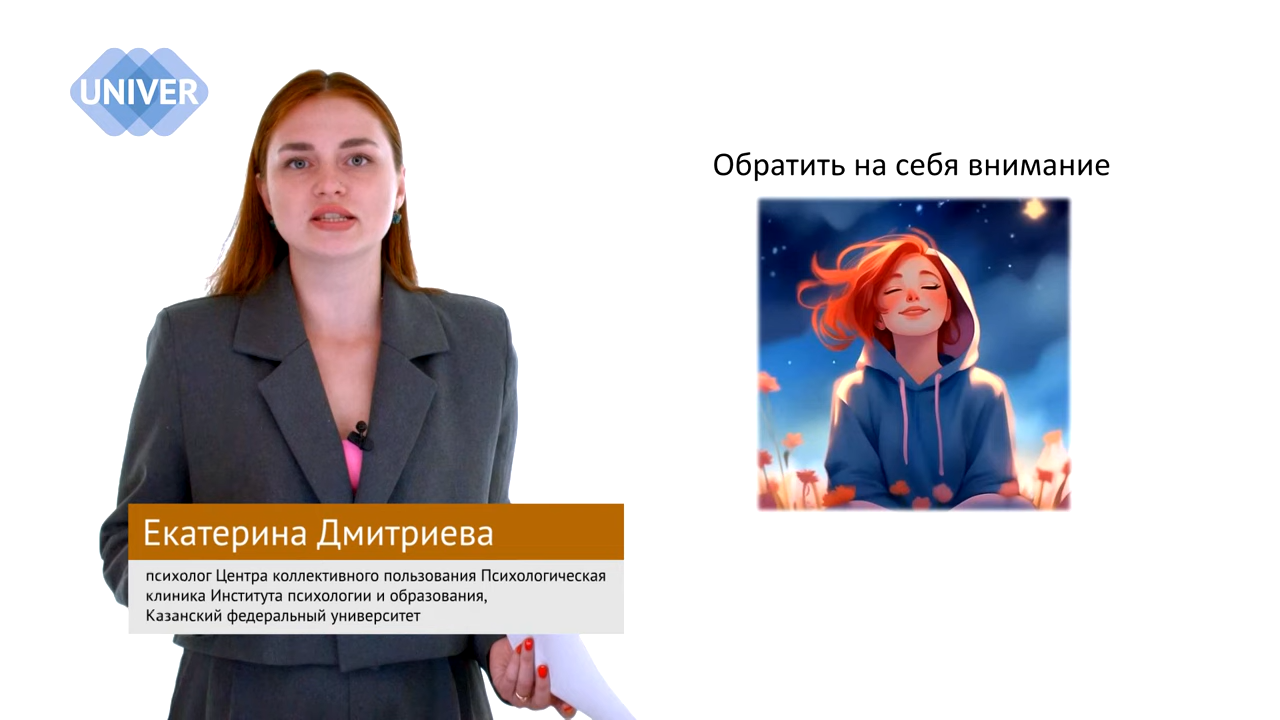 UNIVER
Обратить на себя внимание
Екатерина Дмитриева
психолог Центра коллективного пользования Психологическая
клиника Института психологии и образования,
Казанский федеральный университет